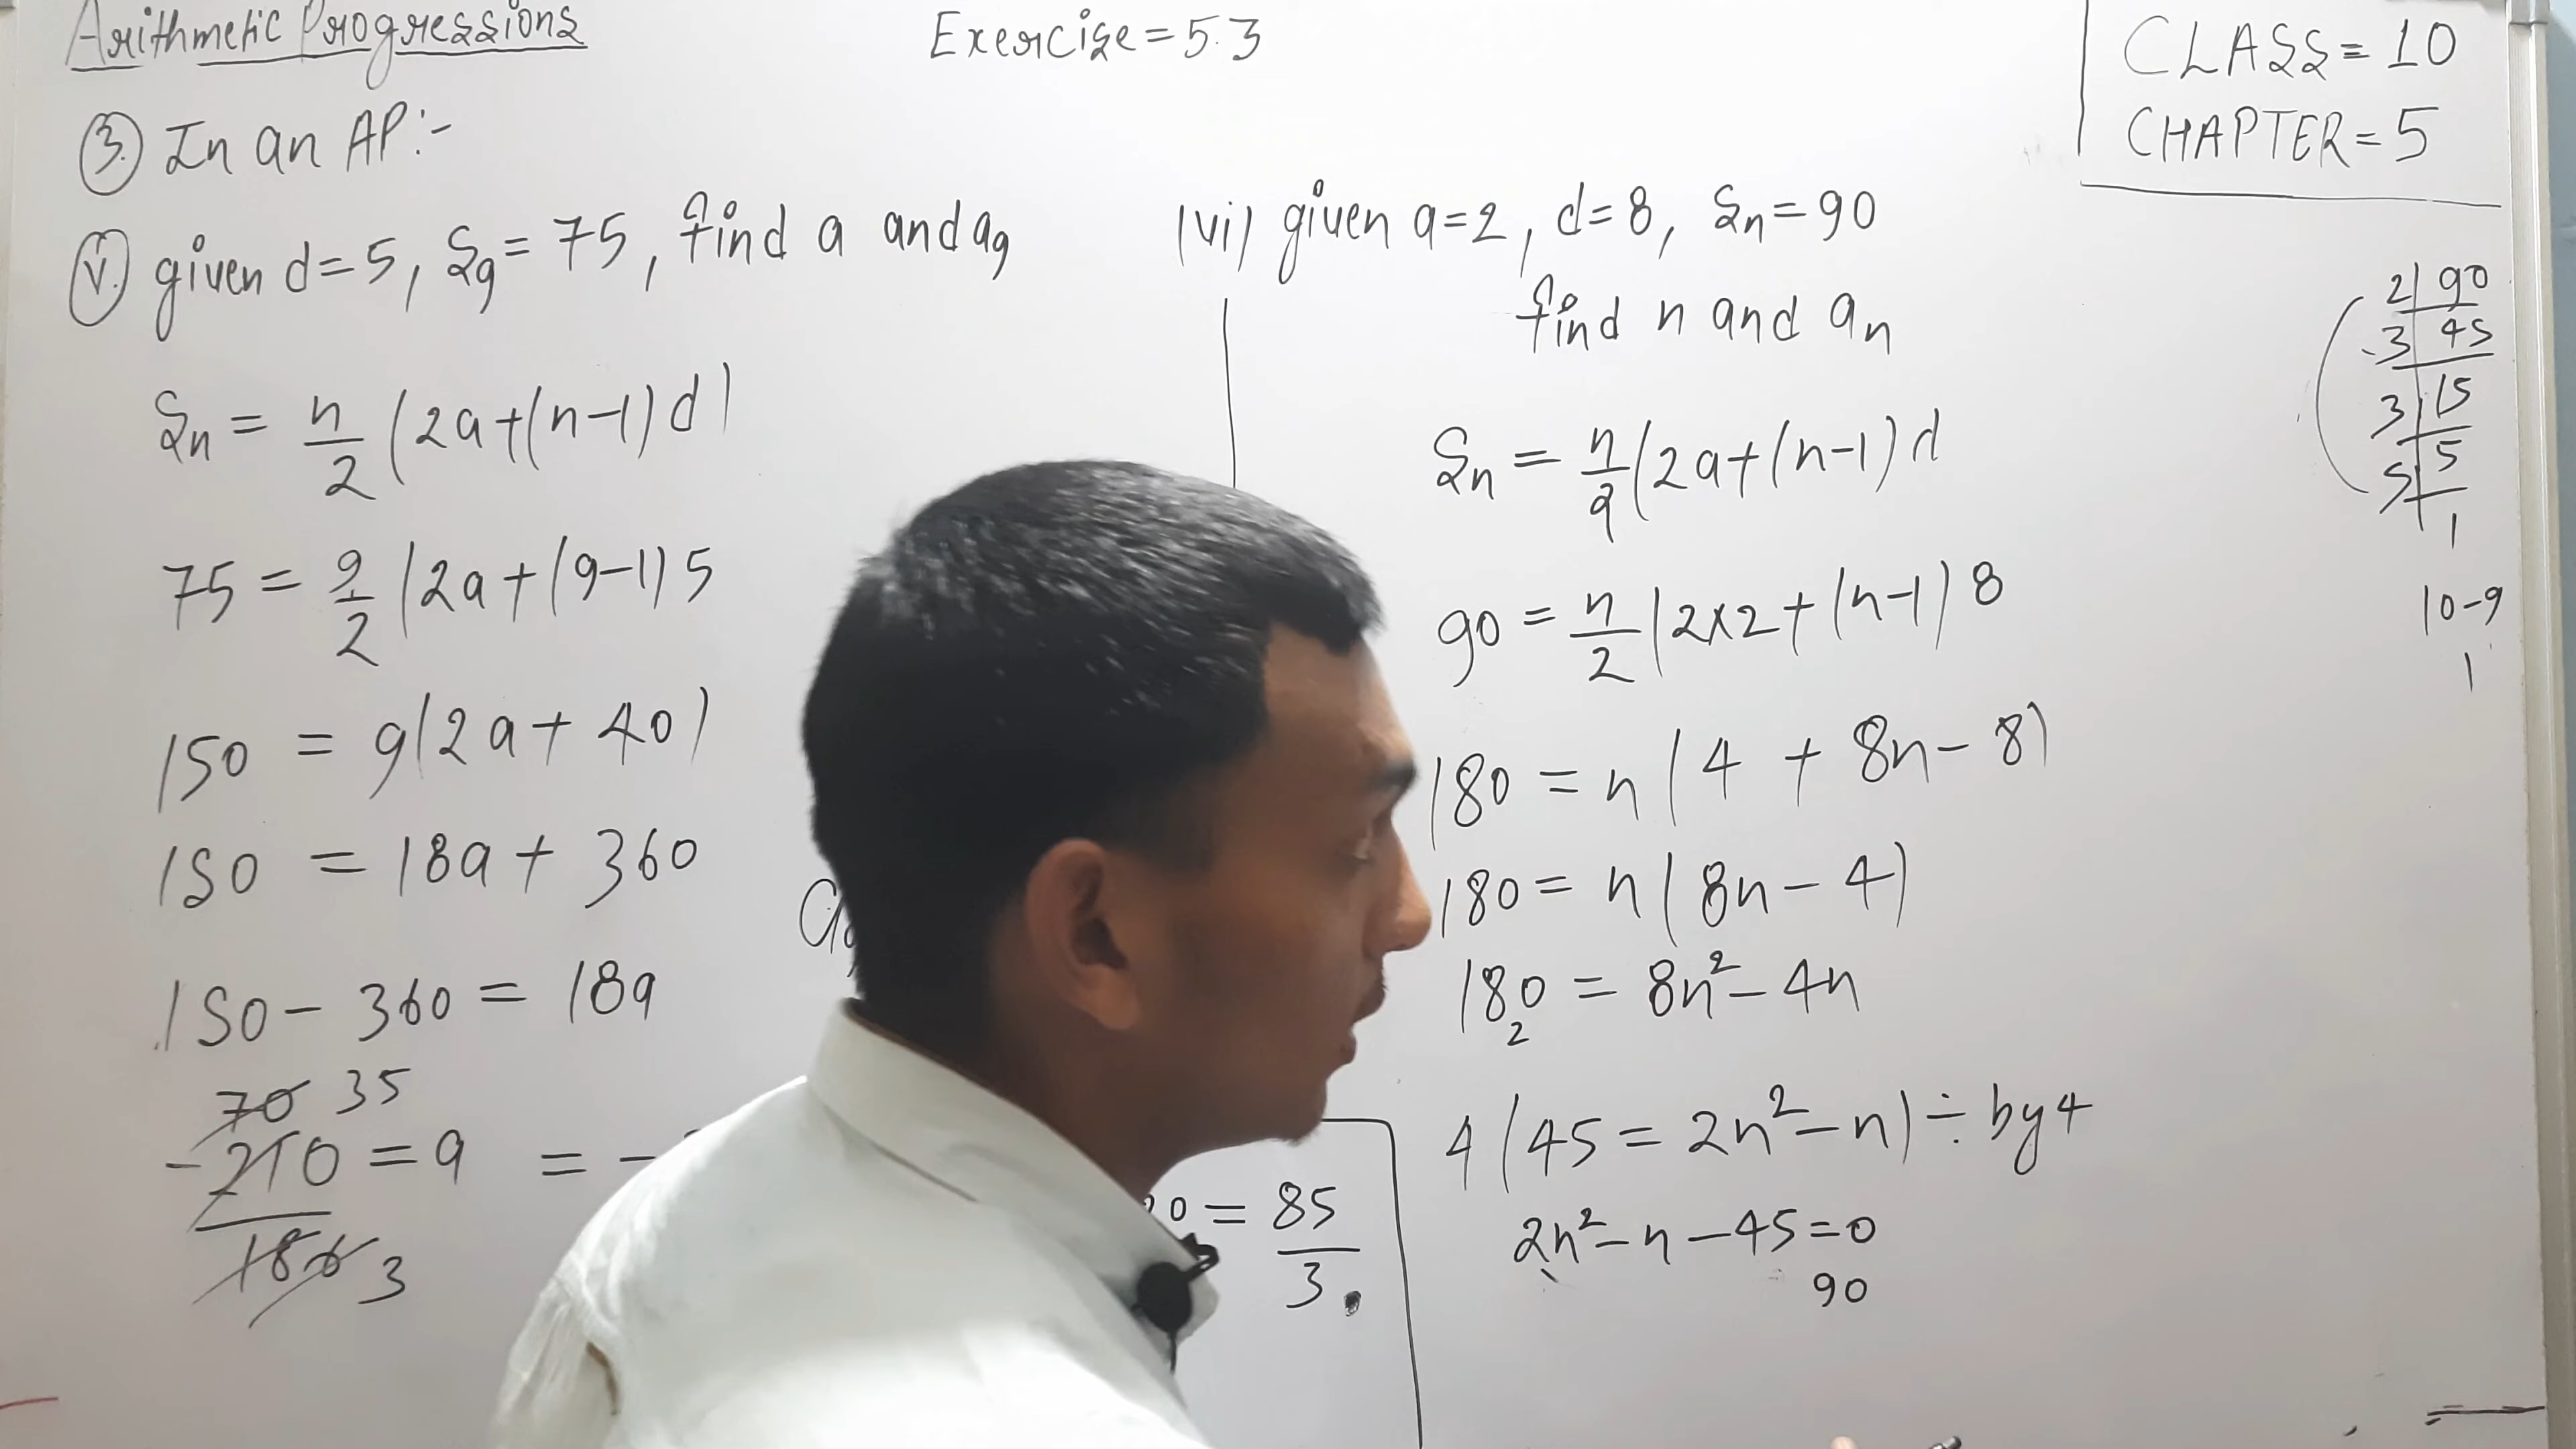 Arithmetic Progressions
Exercise = 5.3
CLASS = 10
CHAPTER = 5
(3.) In an AP:-
(v.) given d = 5, S₉ = 75, find a and a₉
Sn = n/2 (2a+(n-1)d)
75 = 9/2 (2a+(9-1)5
150 = 9(2a+40)
150 = 18a+360
150-360 = 18a
70 35
-210/186 3 = a = -
= 85/3.
(vi) given a=2, d=8, Sn=90
find n and an
Sn = n/2 (2a+(n-1)d
90 = n/2 (2×2+(n-1)8
180 = n(4 + 8n-8)
180 = n(8n-4)
180 = 8n²-4n
2
4(45 = 2n²-n) ÷ by 4
2n²-n-45=0
90
2|90
3|45
3|15
5|5
1
10-9
1